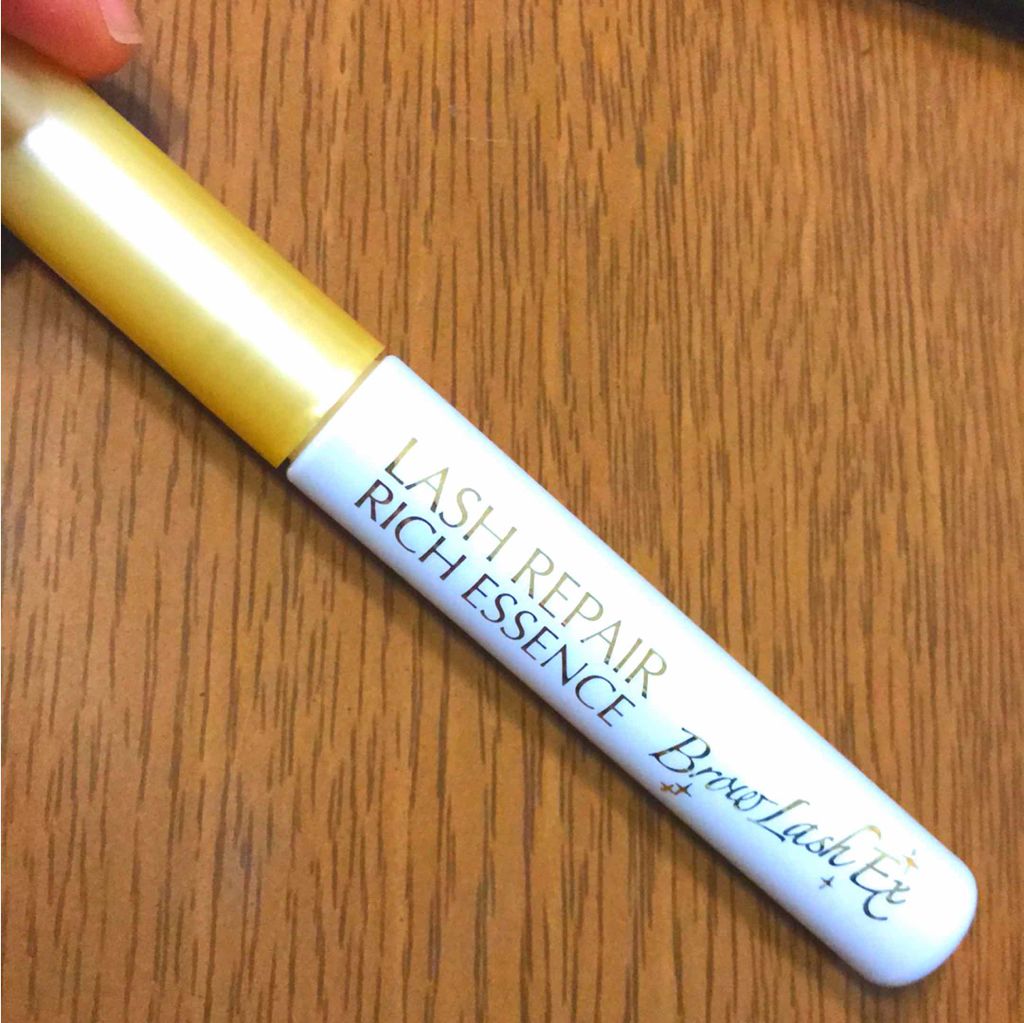 LASH REPAIR
RICH ESSENCE
BrowLash Ex